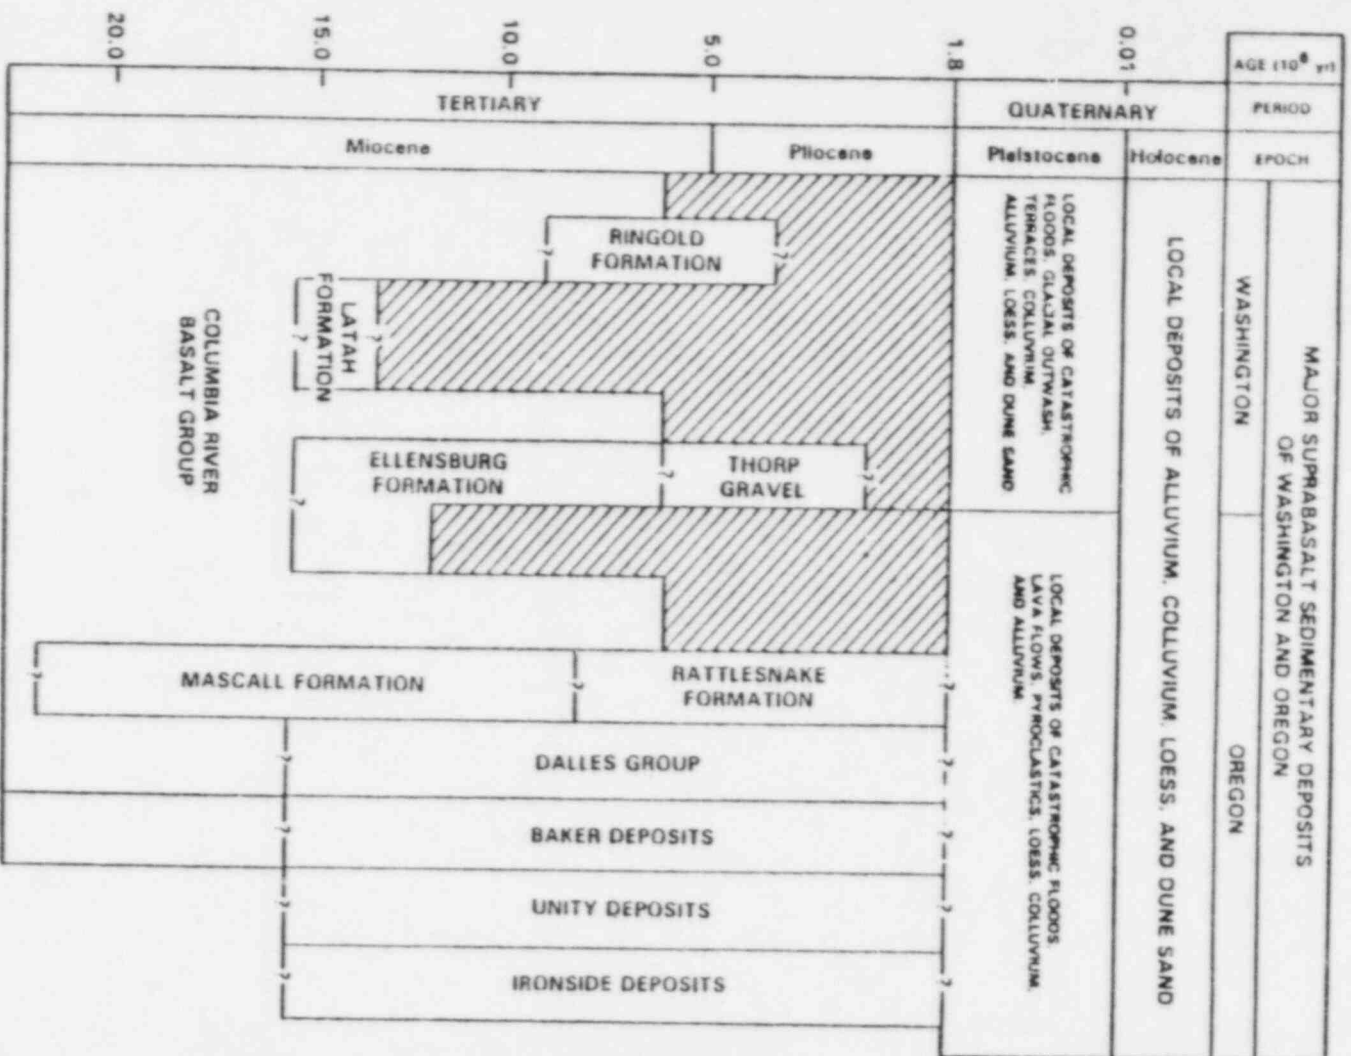 MAJOR SUPRABASALT SEDIMENTARY DEPOSITS
OF WASHINGTON AND OREGON
WASHINGTON
OREGON
AGE (10⁶ yr)
PERIOD
EPOCH
0.01
1.8
5.0
10.0
15.0
20.0
QUATERNARY
TERTIARY
Holocene
Pleistocene
Pliocene
Miocene
LOCAL DEPOSITS OF ALLUVIUM, COLLUVIUM, LOESS, AND DUNE SAND
LOCAL DEPOSITS OF CATASTROPHIC
FLOODS, GLACIAL OUTWASH,
TERRACES, COLLUVIUM,
ALLUVIUM, LOESS, AND DUNE SAND
LOCAL DEPOSITS OF CATASTROPHIC FLOODS,
LAVA FLOWS, PYROCLASTICS, LOESS, COLLUVIUM,
AND ALLUVIUM
RINGOLD
FORMATION
?
?
LATAH
FORMATION
?
?
THORP
GRAVEL
?
?
ELLENSBURG
FORMATION
?
COLUMBIA RIVER
BASALT GROUP
RATTLESNAKE
FORMATION
?
?
MASCALL FORMATION
?
DALLES GROUP
?
?
BAKER DEPOSITS
?
?
UNITY DEPOSITS
?
?
IRONSIDE DEPOSITS
?
?